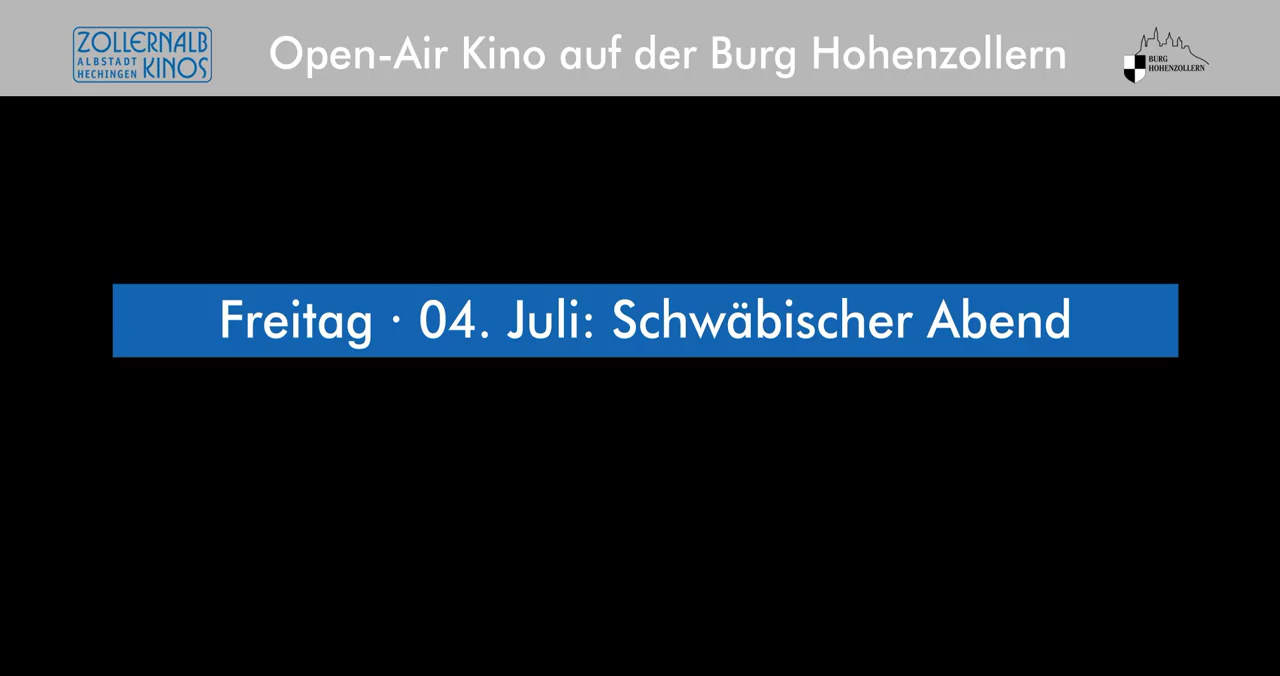 ZOLLERNALB
ALBSTADT
HECHINGEN
KINOS
Open-Air Kino auf der Burg Hohenzollern
BURG
HOHENZOLLERN
Freitag · 04. Juli: Schwäbischer Abend